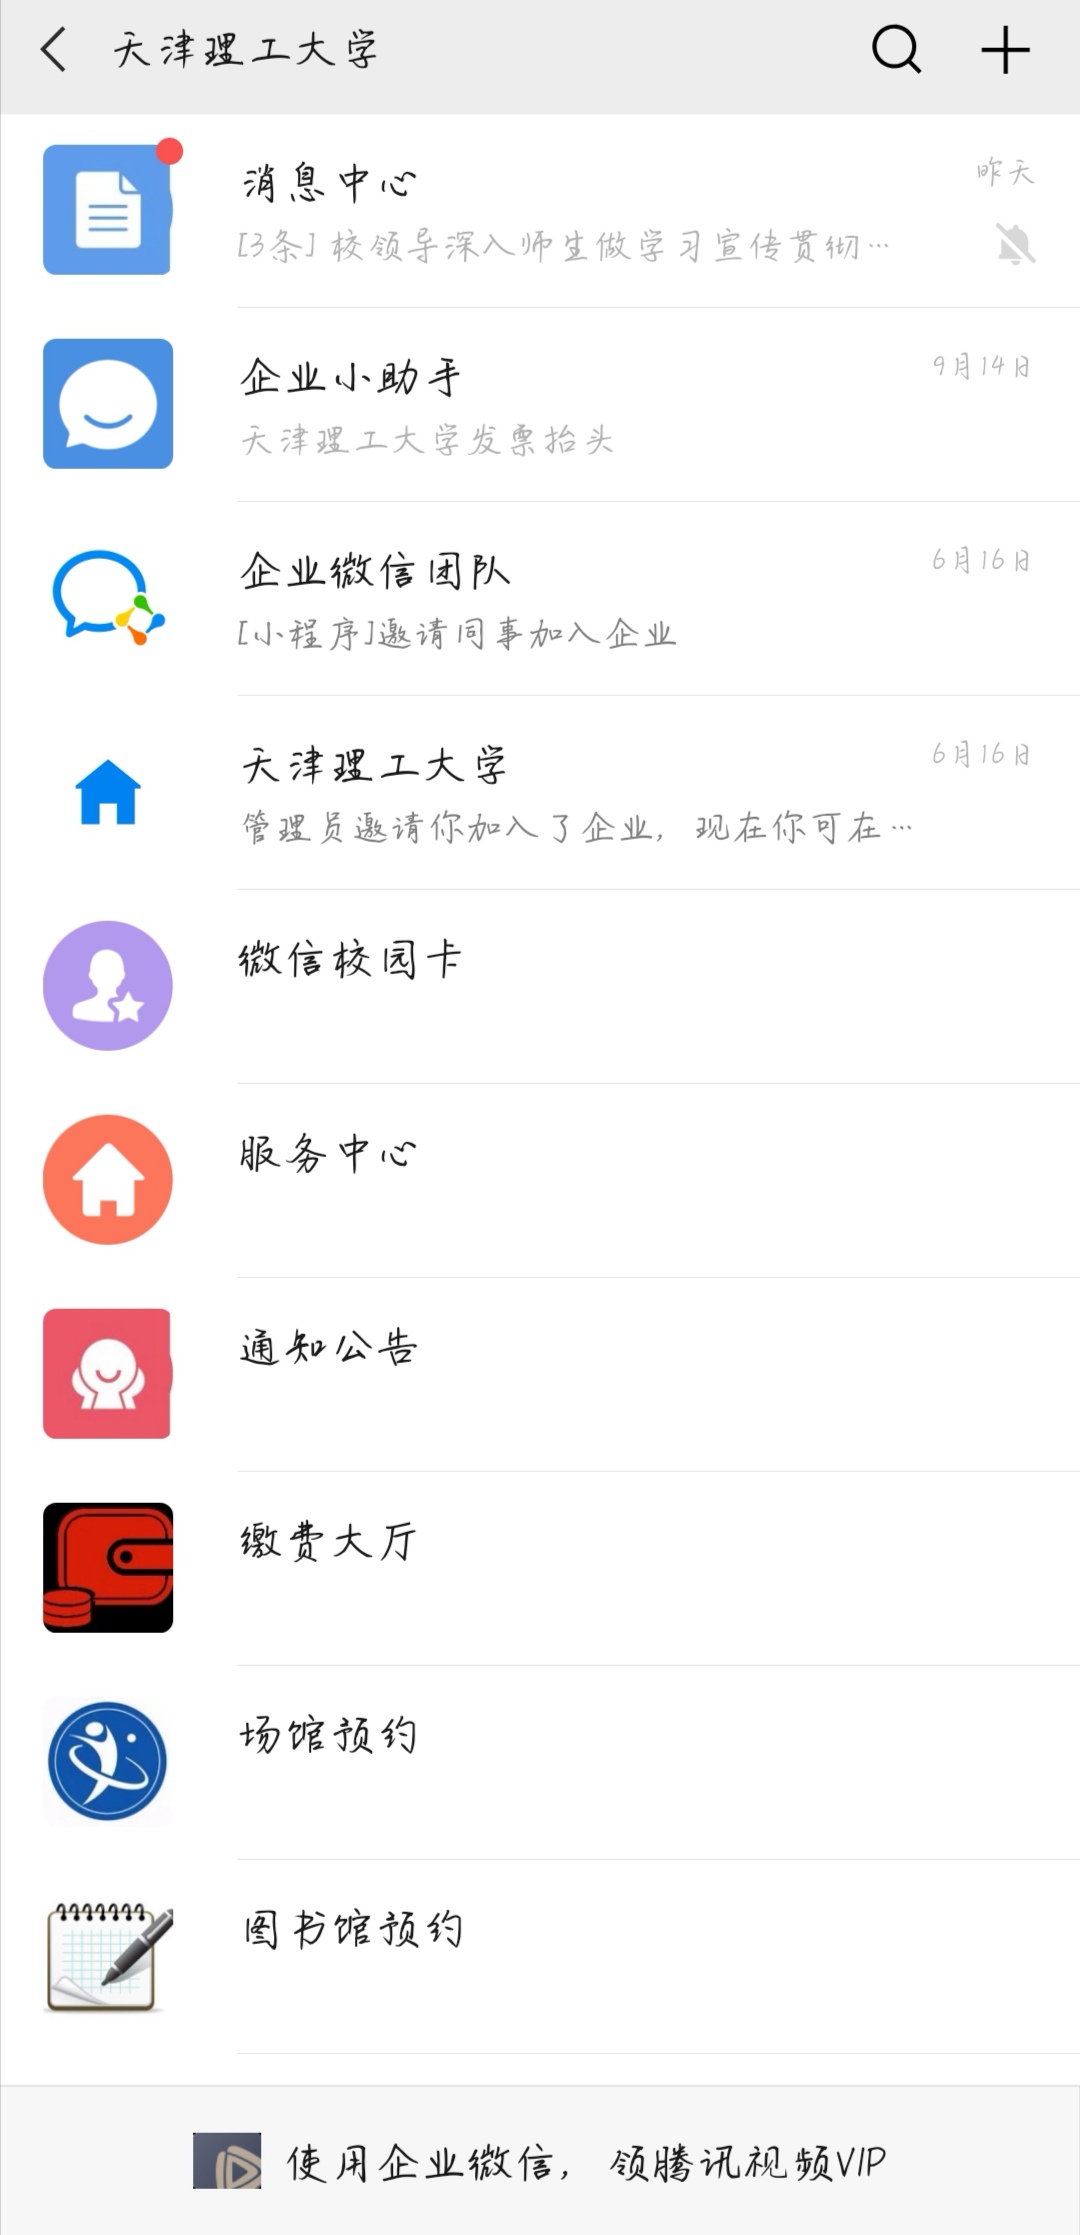 天津理工大学
消息中心
昨天
[3条] 校领导深入师生做学习宣传贯彻…
企业小助手
9月14日
天津理工大学发票抬头
企业微信团队
6月16日
[小程序]邀请同事加入企业
天津理工大学
6月16日
管理员邀请你加入了企业，现在你可在…
微信校园卡
服务中心
通知公告
缴费大厅
场馆预约
图书馆预约
使用企业微信，领腾讯视频VIP